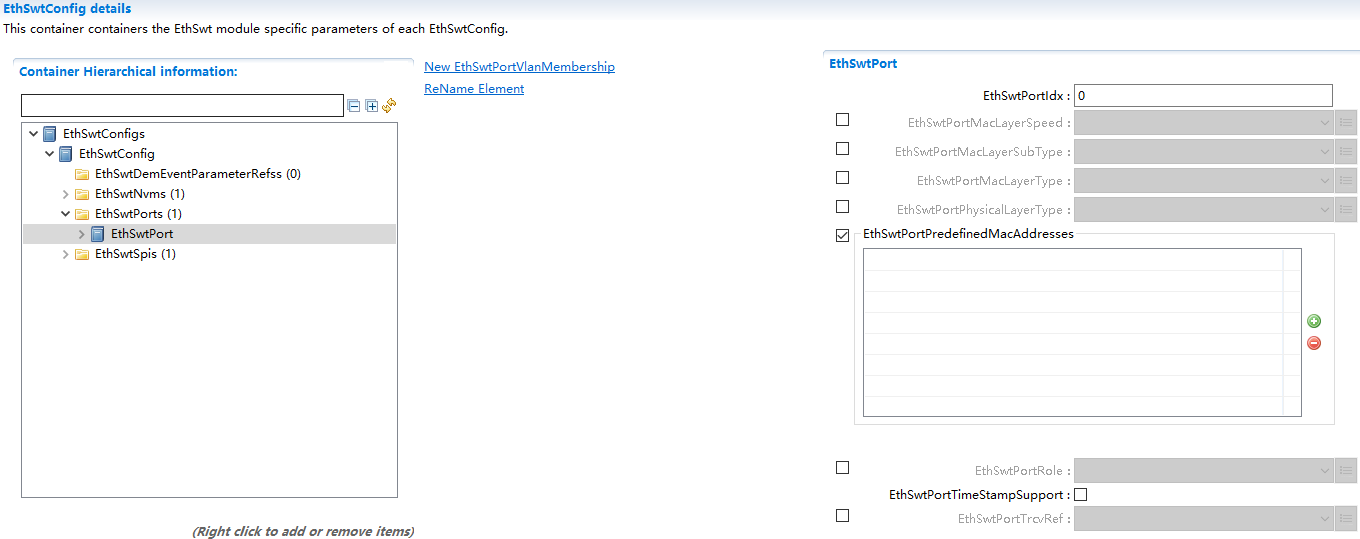 EthSwtConfig details
This container containers the EthSwt module specific parameters of each EthSwtConfig.
Container Hierarchical information:
EthSwtConfigs
EthSwtConfig
EthSwtDemEventParameterRefss (0)
EthSwtNvms (1)
EthSwtPorts (1)
EthSwtPort
EthSwtSpis (1)
(Right click to add or remove items)
New EthSwtPortVlanMembership
ReName Element
EthSwtPort
EthSwtPortIdx : 0
EthSwtPortMacLayerSpeed :
EthSwtPortMacLayerSubType :
EthSwtPortMacLayerType :
EthSwtPortPhysicalLayerType :
EthSwtPortPredefinedMacAddresses
EthSwtPortRole :
EthSwtPortTimeStampSupport :
EthSwtPortTrcvRef :